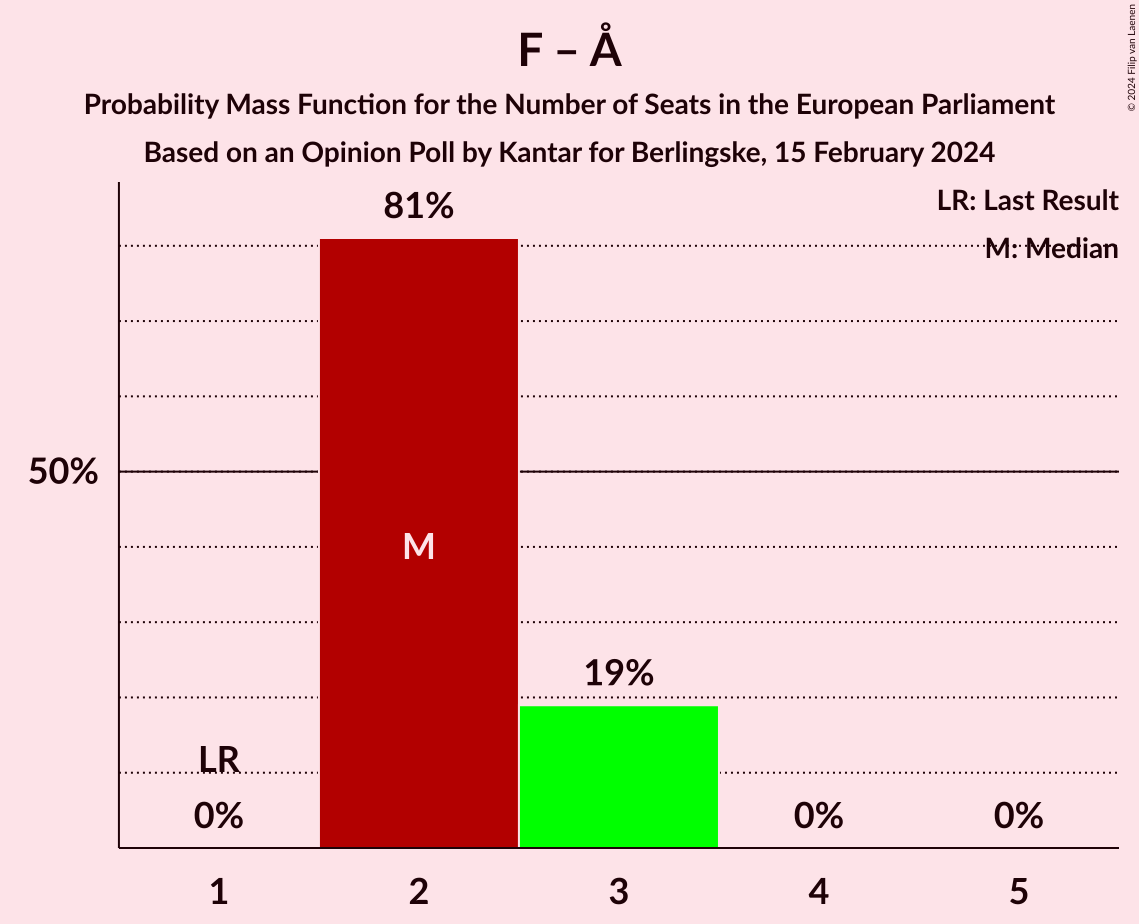 F – Å
Probability Mass Function for the Number of Seats in the European Parliament
Based on an Opinion Poll by Kantar for Berlingske, 15 February 2024
© 2024 Filip van Laenen
LR: Last Result
M: Median
81%
50%
M
19%
LR
0%
0%
0%
1
2
3
4
5